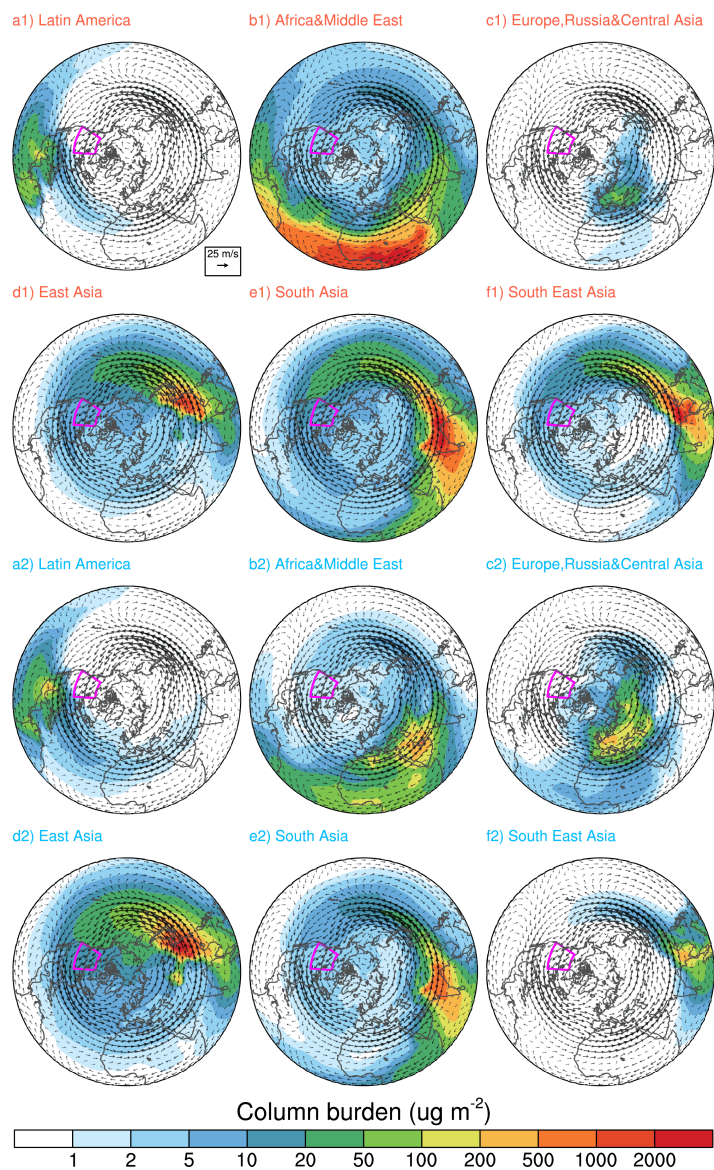 a1) Latin America
b1) Africa&Middle East
c1) Europe,Russia&Central Asia
25 m/s
d1) East Asia
e1) South Asia
f1) South East Asia
a2) Latin America
b2) Africa&Middle East
c2) Europe,Russia&Central Asia
d2) East Asia
e2) South Asia
f2) South East Asia
Column burden (ug m-2)
1 2 5 10 20 50 100 200 500 1000 2000